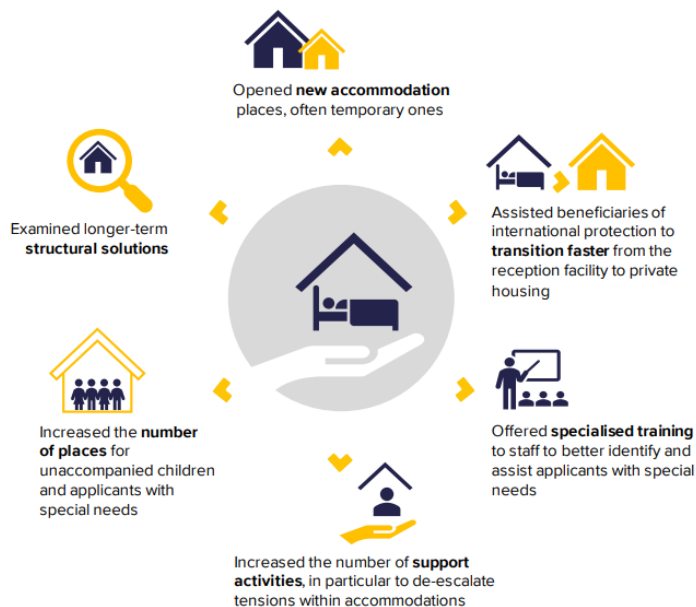 Opened new accommodation
places, often temporary ones
Assisted beneficiaries of
international protection to
transition faster from the
reception facility to private
housing
Offered specialised training
to staff to better identify and
assist applicants with special
needs
Increased the number of support
activities, in particular to de-escalate
tensions within accommodations
Increased the number
of places for
unaccompanied children
and applicants with
special needs
Examined longer-term
structural solutions